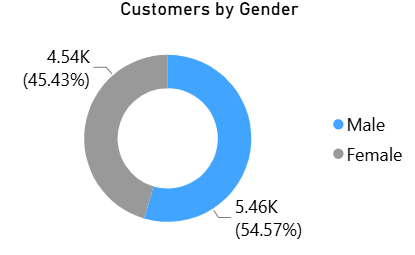 Customers by Gender
4.54K
(45.43%)
Male
Female
5.46K
(54.57%)